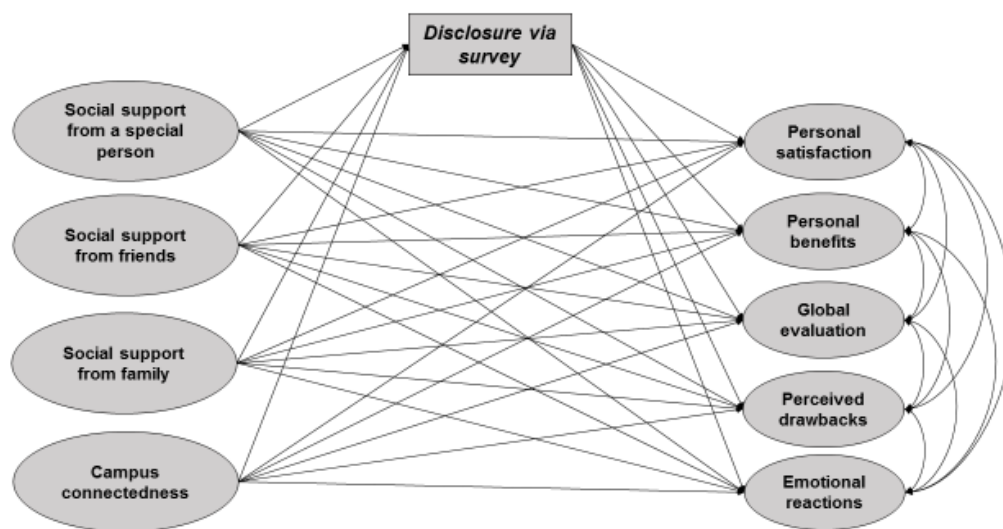 Disclosure via
survey
Social support
from a special
person
Social support
from friends
Social support
from family
Campus
connectedness
Personal
satisfaction
Personal
benefits
Global
evaluation
Perceived
drawbacks
Emotional
reactions